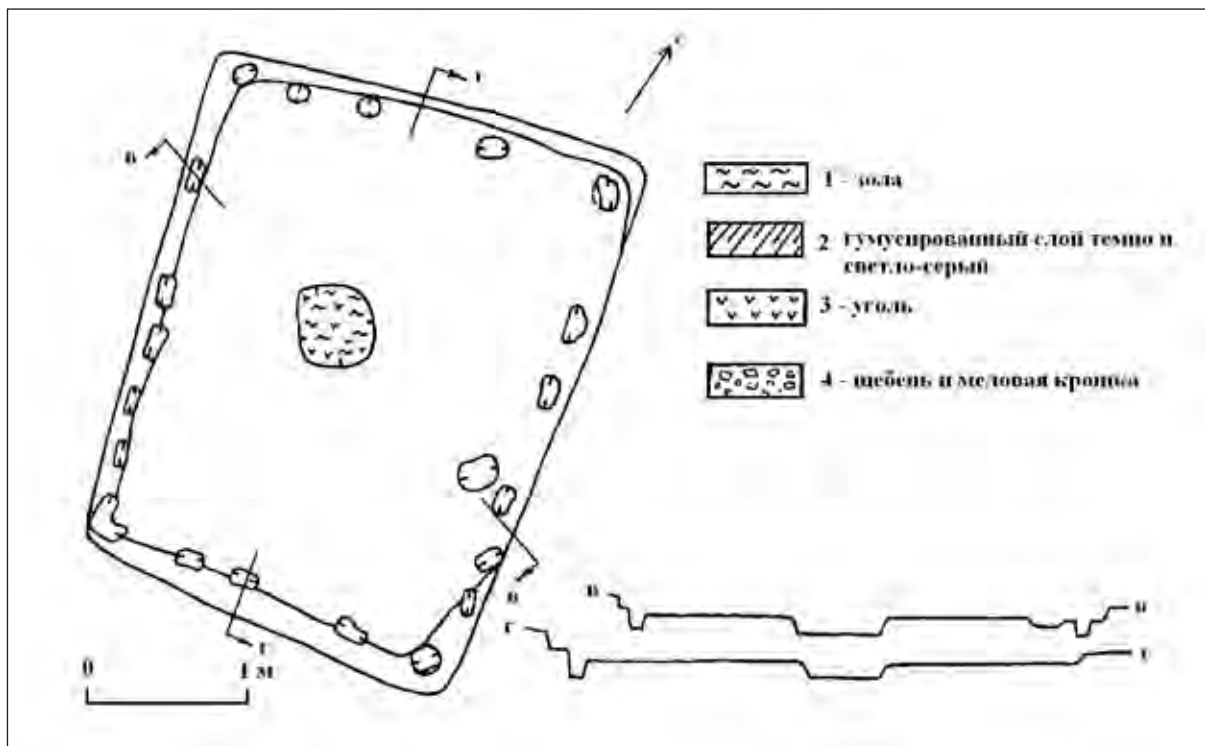 С
Г
В
1 - зола
2 гумусированный слой темно и
светло-серый
3 - уголь
4 - щебень и меловая крошка
В
Г
В
В
Г
Г
0
1 м